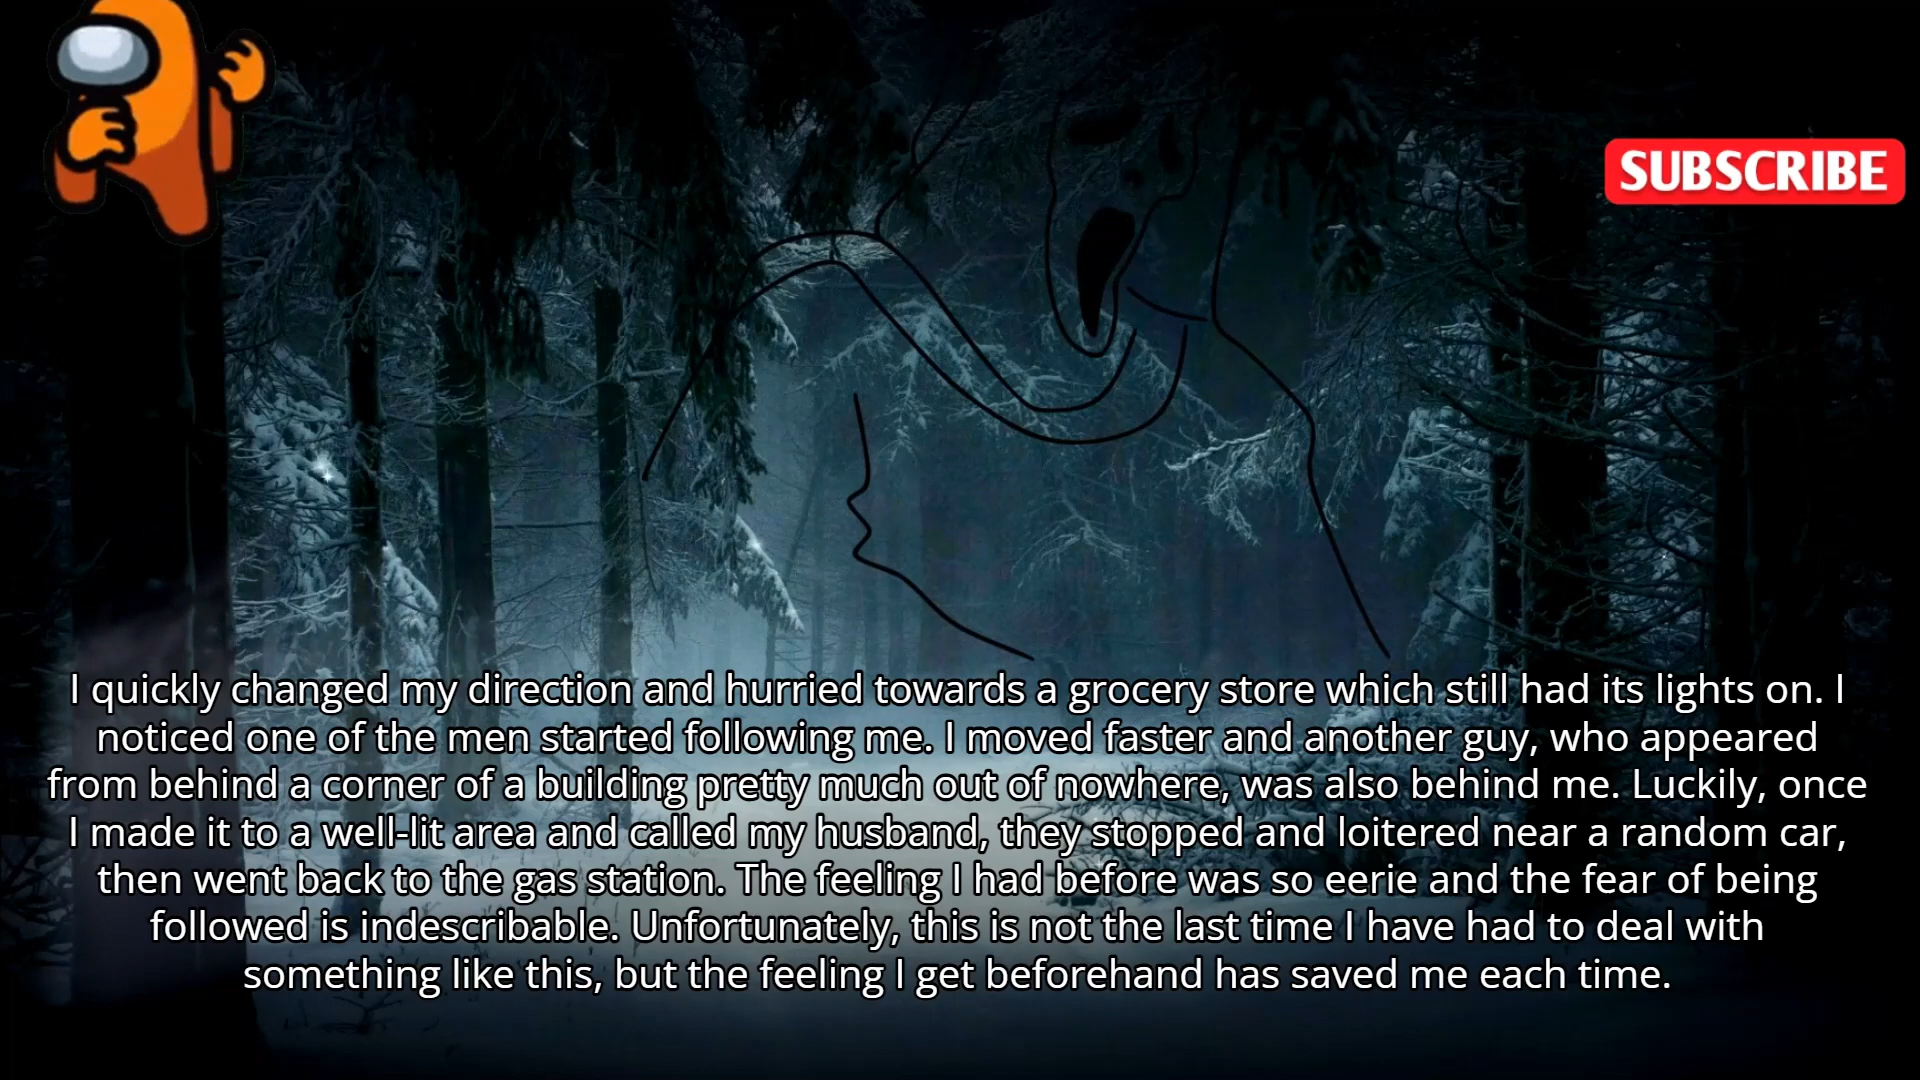 SUBSCRIBE
I quickly changed my direction and hurried towards a grocery store which still had its lights on. I
noticed one of the men started following me. I moved faster and another guy, who appeared
from behind a corner of a building pretty much out of nowhere, was also behind me. Luckily, once
I made it to a well-lit area and called my husband, they stopped and loitered near a random car,
then went back to the gas station. The feeling I had before was so eerie and the fear of being
followed is indescribable. Unfortunately, this is not the last time I have had to deal with
something like this, but the feeling I get beforehand has saved me each time.